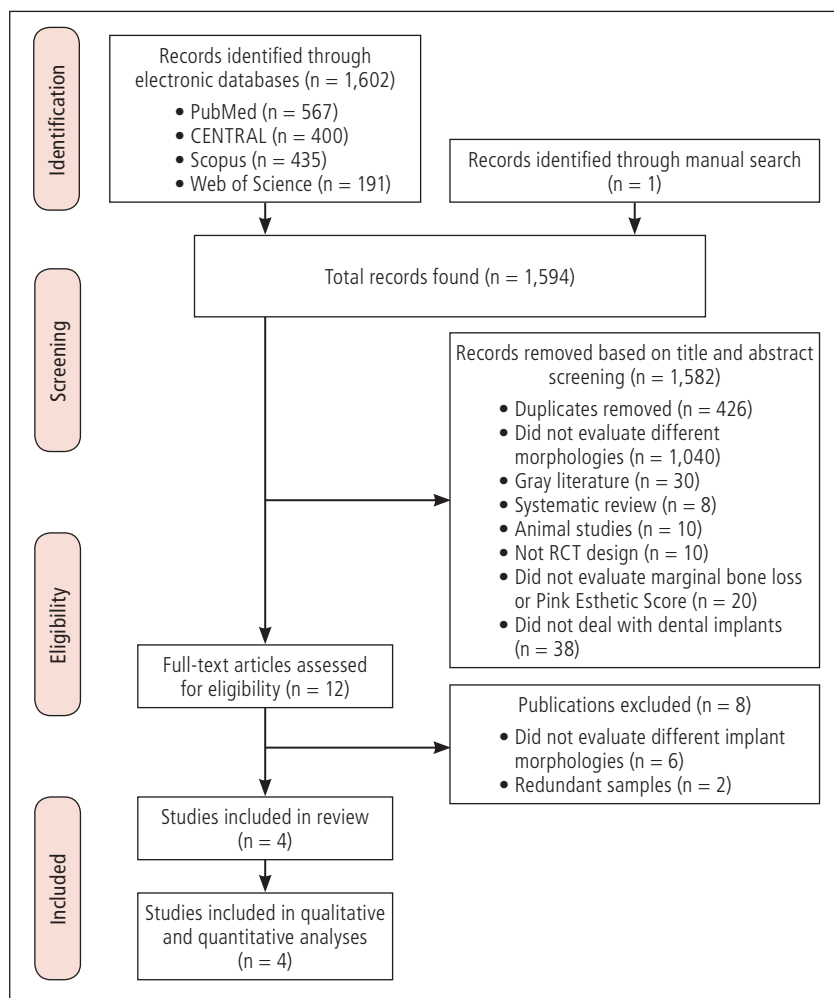 Identification
Records identified through
electronic databases (n = 1,602)
• PubMed (n = 567)
• CENTRAL (n = 400)
• Scopus (n = 435)
• Web of Science (n = 191)
Records identified through manual search
(n = 1)
Total records found (n = 1,594)
Screening
Records removed based on title and abstract
screening (n = 1,582)
• Duplicates removed (n = 426)
• Did not evaluate different
morphologies (n = 1,040)
• Gray literature (n = 30)
• Systematic review (n = 8)
• Animal studies (n = 10)
• Not RCT design (n = 10)
• Did not evaluate marginal bone loss
or Pink Esthetic Score (n = 20)
• Did not deal with dental implants
(n = 38)
Eligibility
Full-text articles assessed
for eligibility (n = 12)
Publications excluded (n = 8)
• Did not evaluate different implant
morphologies (n = 6)
• Redundant samples (n = 2)
Included
Studies included in review
(n = 4)
Studies included in qualitative
and quantitative analyses
(n = 4)